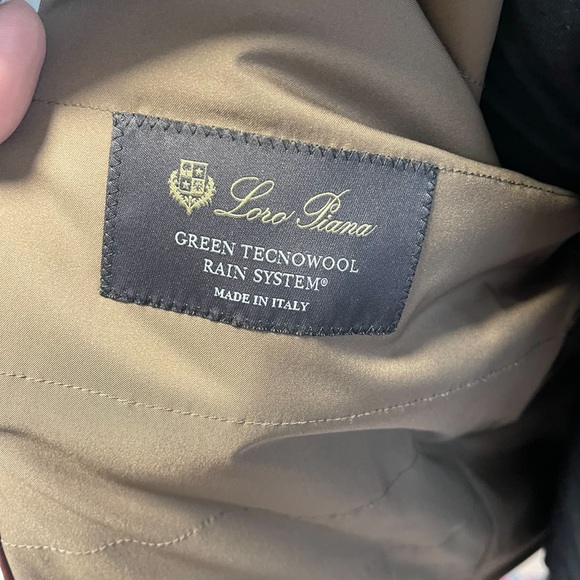 Loro Piana
GREEN TECNOWOOL
RAIN SYSTEM®
MADE IN ITALY